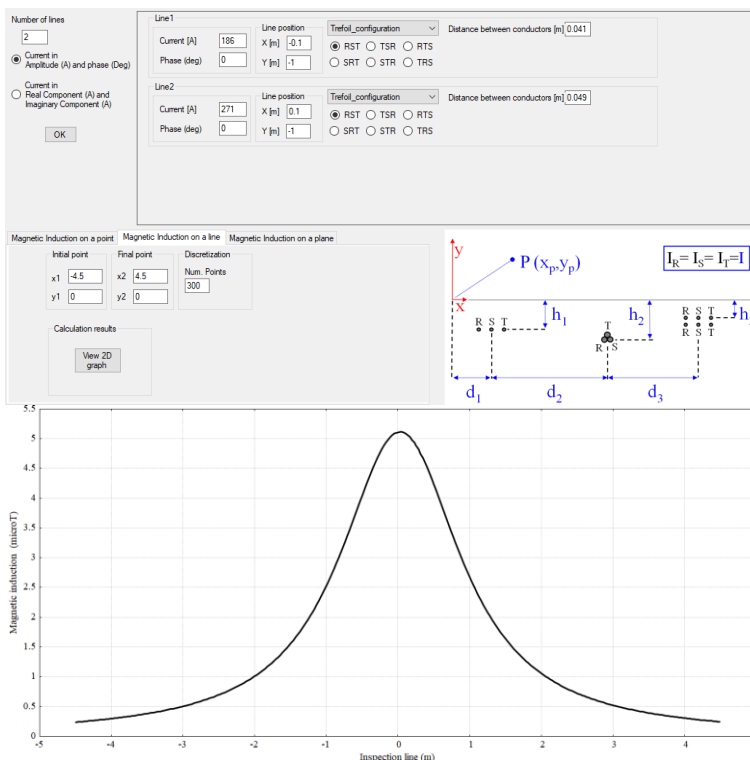 Number of lines
2
Current in
Amplitude (A) and phase (Deg)
Current in
Real Component (A) and
Imaginary Component (A)
OK
Line1
Current [A] 186
Phase (deg) 0
Line position
X [m] -0.1
Y [m] -1
Trefoil_configuration
RST TSR RTS
SRT STR TRS
Distance between conductors [m] 0.041
Line2
Current [A] 271
Phase (deg) 0
Line position
X [m] 0.1
Y [m] -1
Trefoil_configuration
RST TSR RTS
SRT STR TRS
Distance between conductors [m] 0.049
Magnetic Induction on a point Magnetic Induction on a line Magnetic Induction on a plane
Initial point
x1 -4.5
y1 0
Final point
x2 4.5
y2 0
Discretization
Num. Points
300
Calculation results
View 2D
graph
y
P (xp,yp)
IR= IS= IT=I
x
R S T
h1
h2
T
R S
R S T
R S T
h
d1
d2
d3
5.5
5
4.5
4
3.5
3
2.5
2
1.5
1
0.5
0
Magnetic induction (microT)
-5 -4 -3 -2 -1 0 1 2 3 4
Inspection line (m)